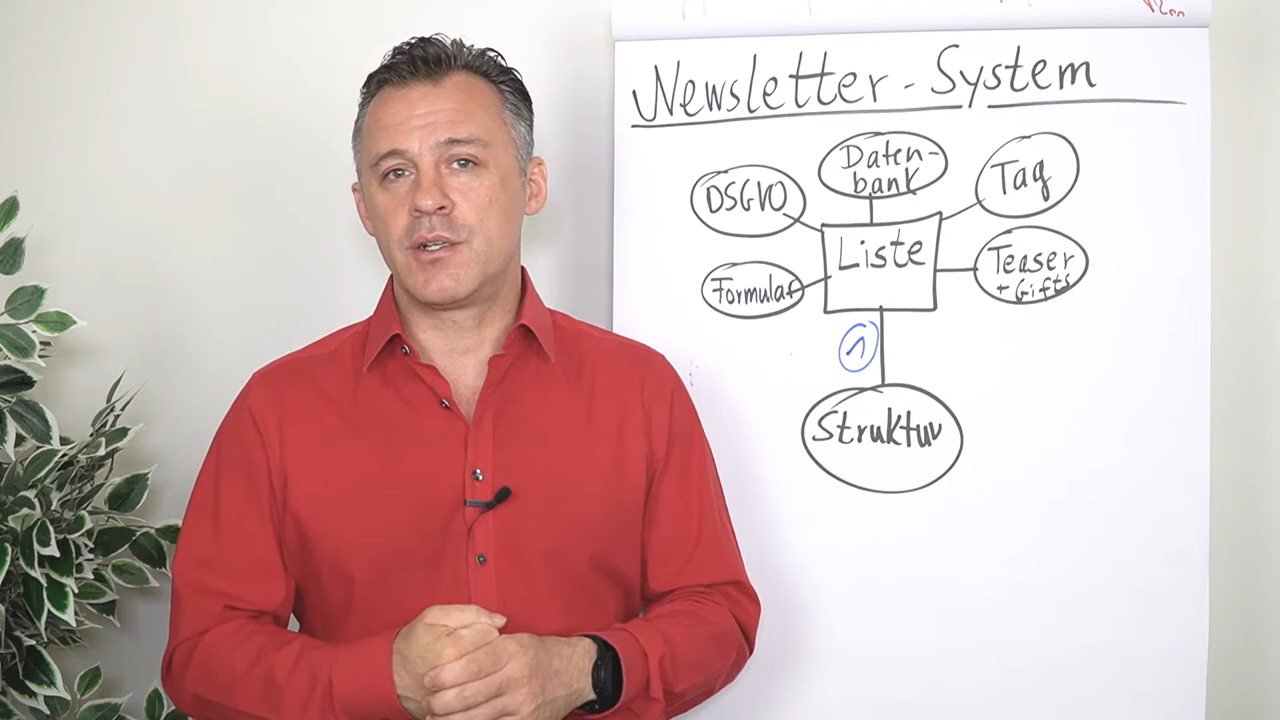 Newsletter - System
Daten-
bank
DSGVO
Tag
Liste
Teaser
+ Gifts
Formular
1
Struktur